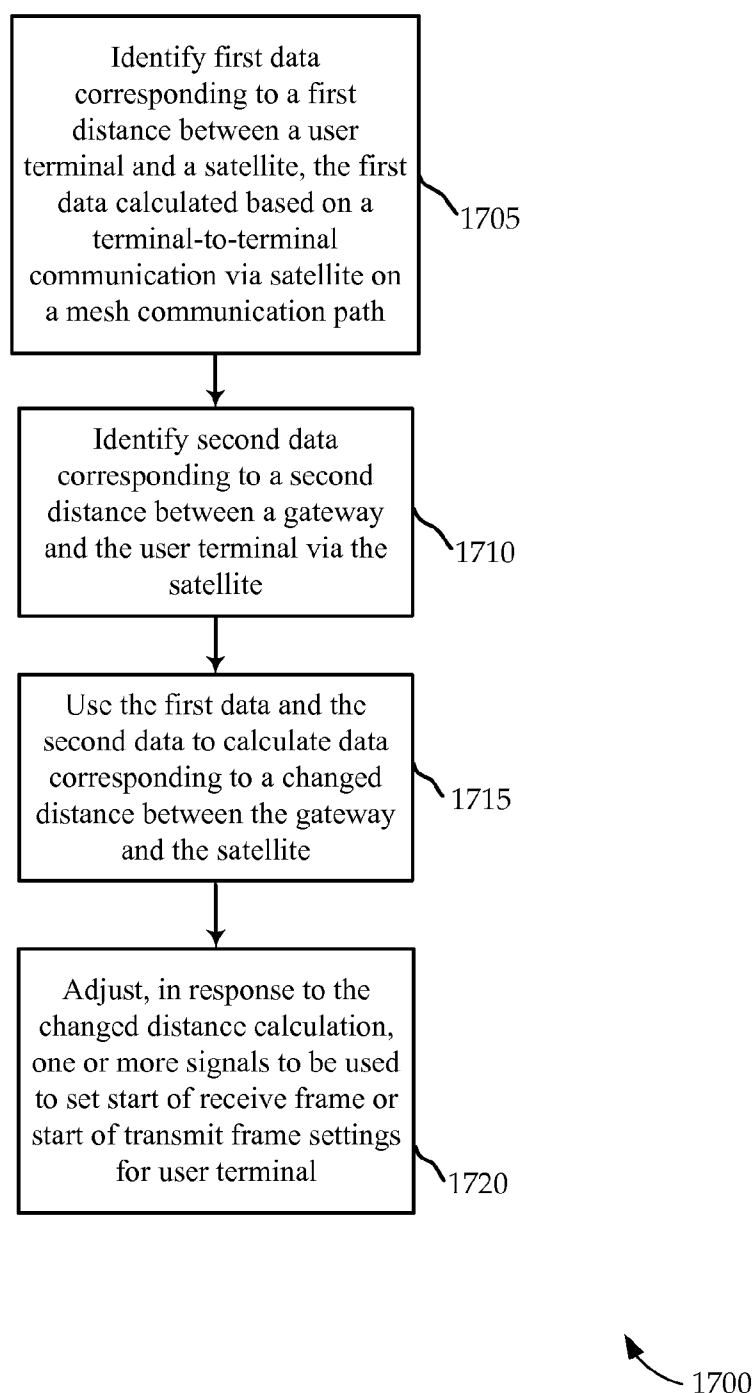 Identify first data
corresponding to a first
distance between a user
terminal and a satellite, the first
data calculated based on a
terminal-to-terminal
communication via satellite on
a mesh communication path
1705
Identify second data
corresponding to a second
distance between a gateway
and the user terminal via the
satellite
1710
Use the first data and the
second data to calculate data
corresponding to a changed
distance between the gateway
and the satellite
1715
Adjust, in response to the
changed distance calculation,
one or more signals to be used
to set start of receive frame or
start of transmit frame settings
for user terminal
1720
1700